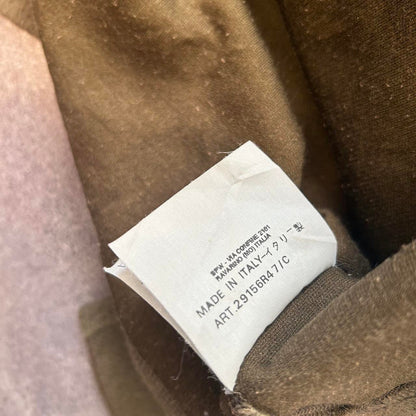 SPW - VIA CONFINE 2161
RAVARINO (MO) ITALIA
MADE IN ITALY-イタリー製
ART.29156R47/C